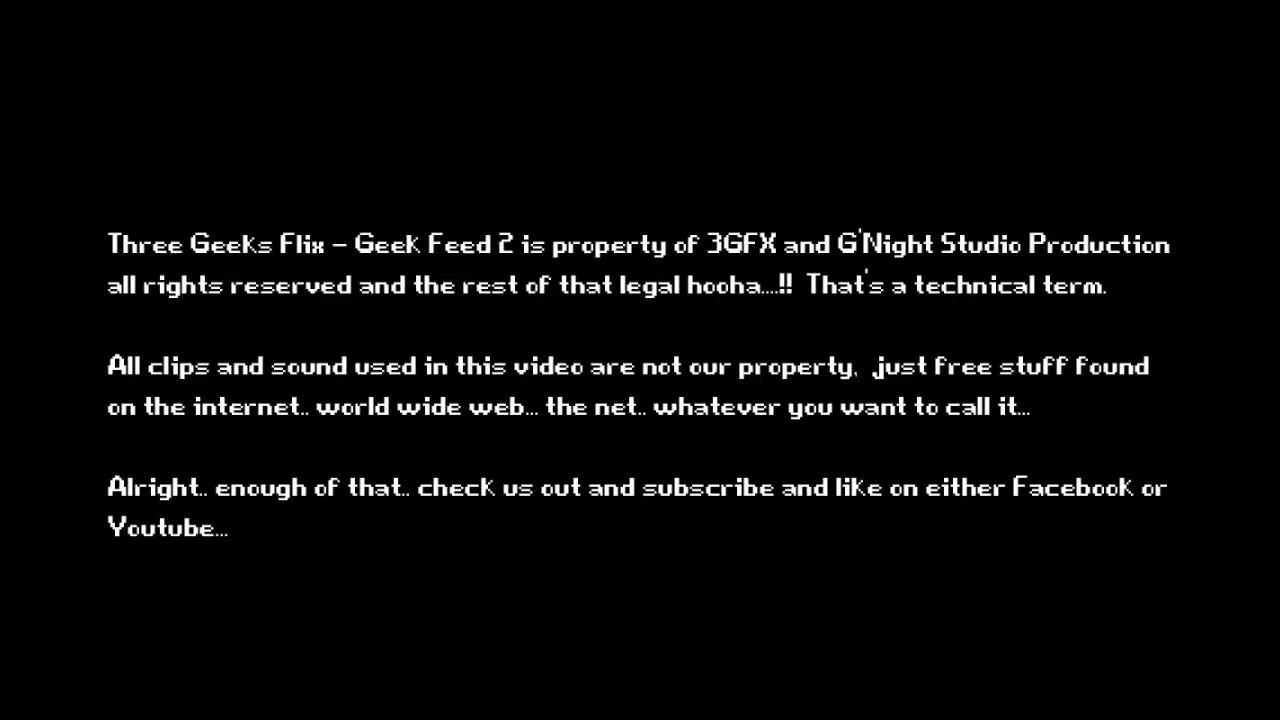 Three Geeks Flix - Geek Feed 2 is property of 3GFX and G'Night Studio Production
all rights reserved and the rest of that legal hooha....!!  That's a technical term.
All clips and sound used in this video are not our property,  just free stuff found
on the internet.. world wide web... the net.. whatever you want to call it...
Alright.. enough of that.. check us out and subscribe and like on either Facebook or
Youtube...